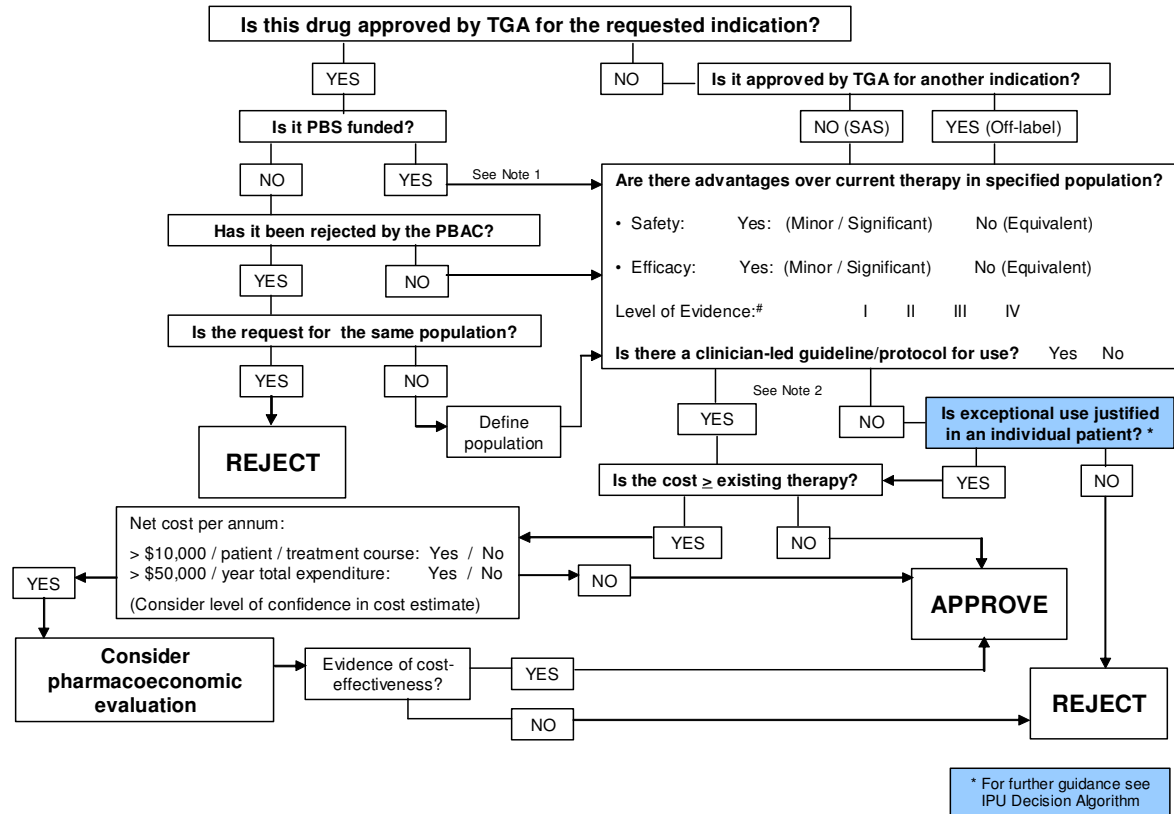 Is this drug approved by TGA for the requested indication?
YES
NO
Is it approved by TGA for another indication?
Is it PBS funded?
NO (SAS)
YES (Off-label)
NO
YES
See Note 1
Are there advantages over current therapy in specified population?
• Safety: Yes: (Minor / Significant) No (Equivalent)
• Efficacy: Yes: (Minor / Significant) No (Equivalent)
Level of Evidence:# I II III IV
Is there a clinician-led guideline/protocol for use? Yes No
Has it been rejected by the PBAC?
YES
NO
Is the request for the same population?
YES
NO
Define
population
REJECT
See Note 2
YES
NO
Is exceptional use justified
in an individual patient? *
YES
NO
Is the cost ≥ existing therapy?
YES
NO
Net cost per annum:
> $10,000 / patient / treatment course: Yes / No
> $50,000 / year total expenditure: Yes / No
(Consider level of confidence in cost estimate)
YES
NO
APPROVE
Consider
pharmacoeconomic
evaluation
Evidence of cost-
effectiveness?
YES
NO
REJECT
* For further guidance see
IPU Decision Algorithm